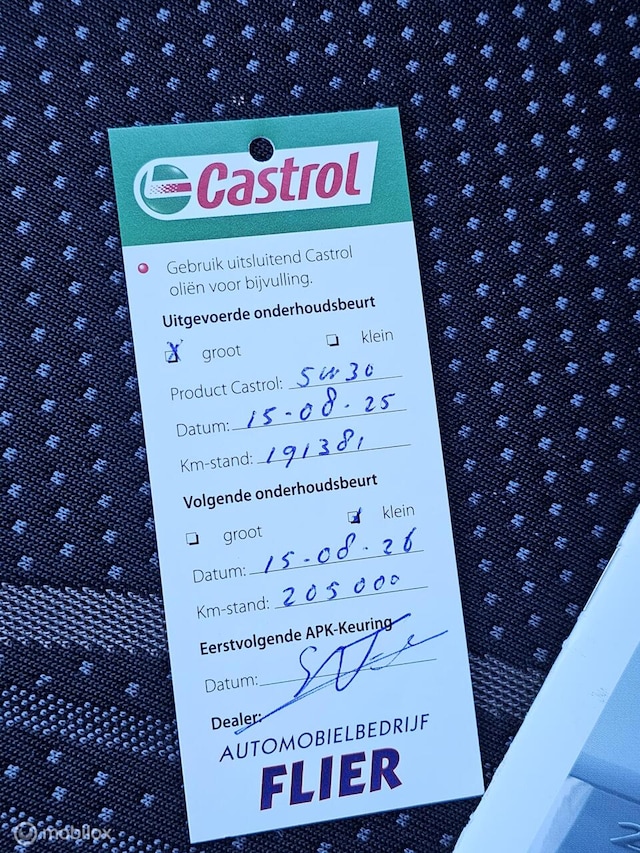 Castrol
Gebruik uitsluitend Castrol
oliën voor bijvulling.
Uitgevoerde onderhoudsbeurt
groot klein
Product Castrol: 5W30
Datum: 15-08-25
Km-stand: 191381
Volgende onderhoudsbeurt
groot klein
Datum: 15-08-26
Km-stand: 205000
Eerstvolgende APK-Keuring
Datum:
Dealer:
AUTOMOBIELBEDRIJF
FLIER
mobilox